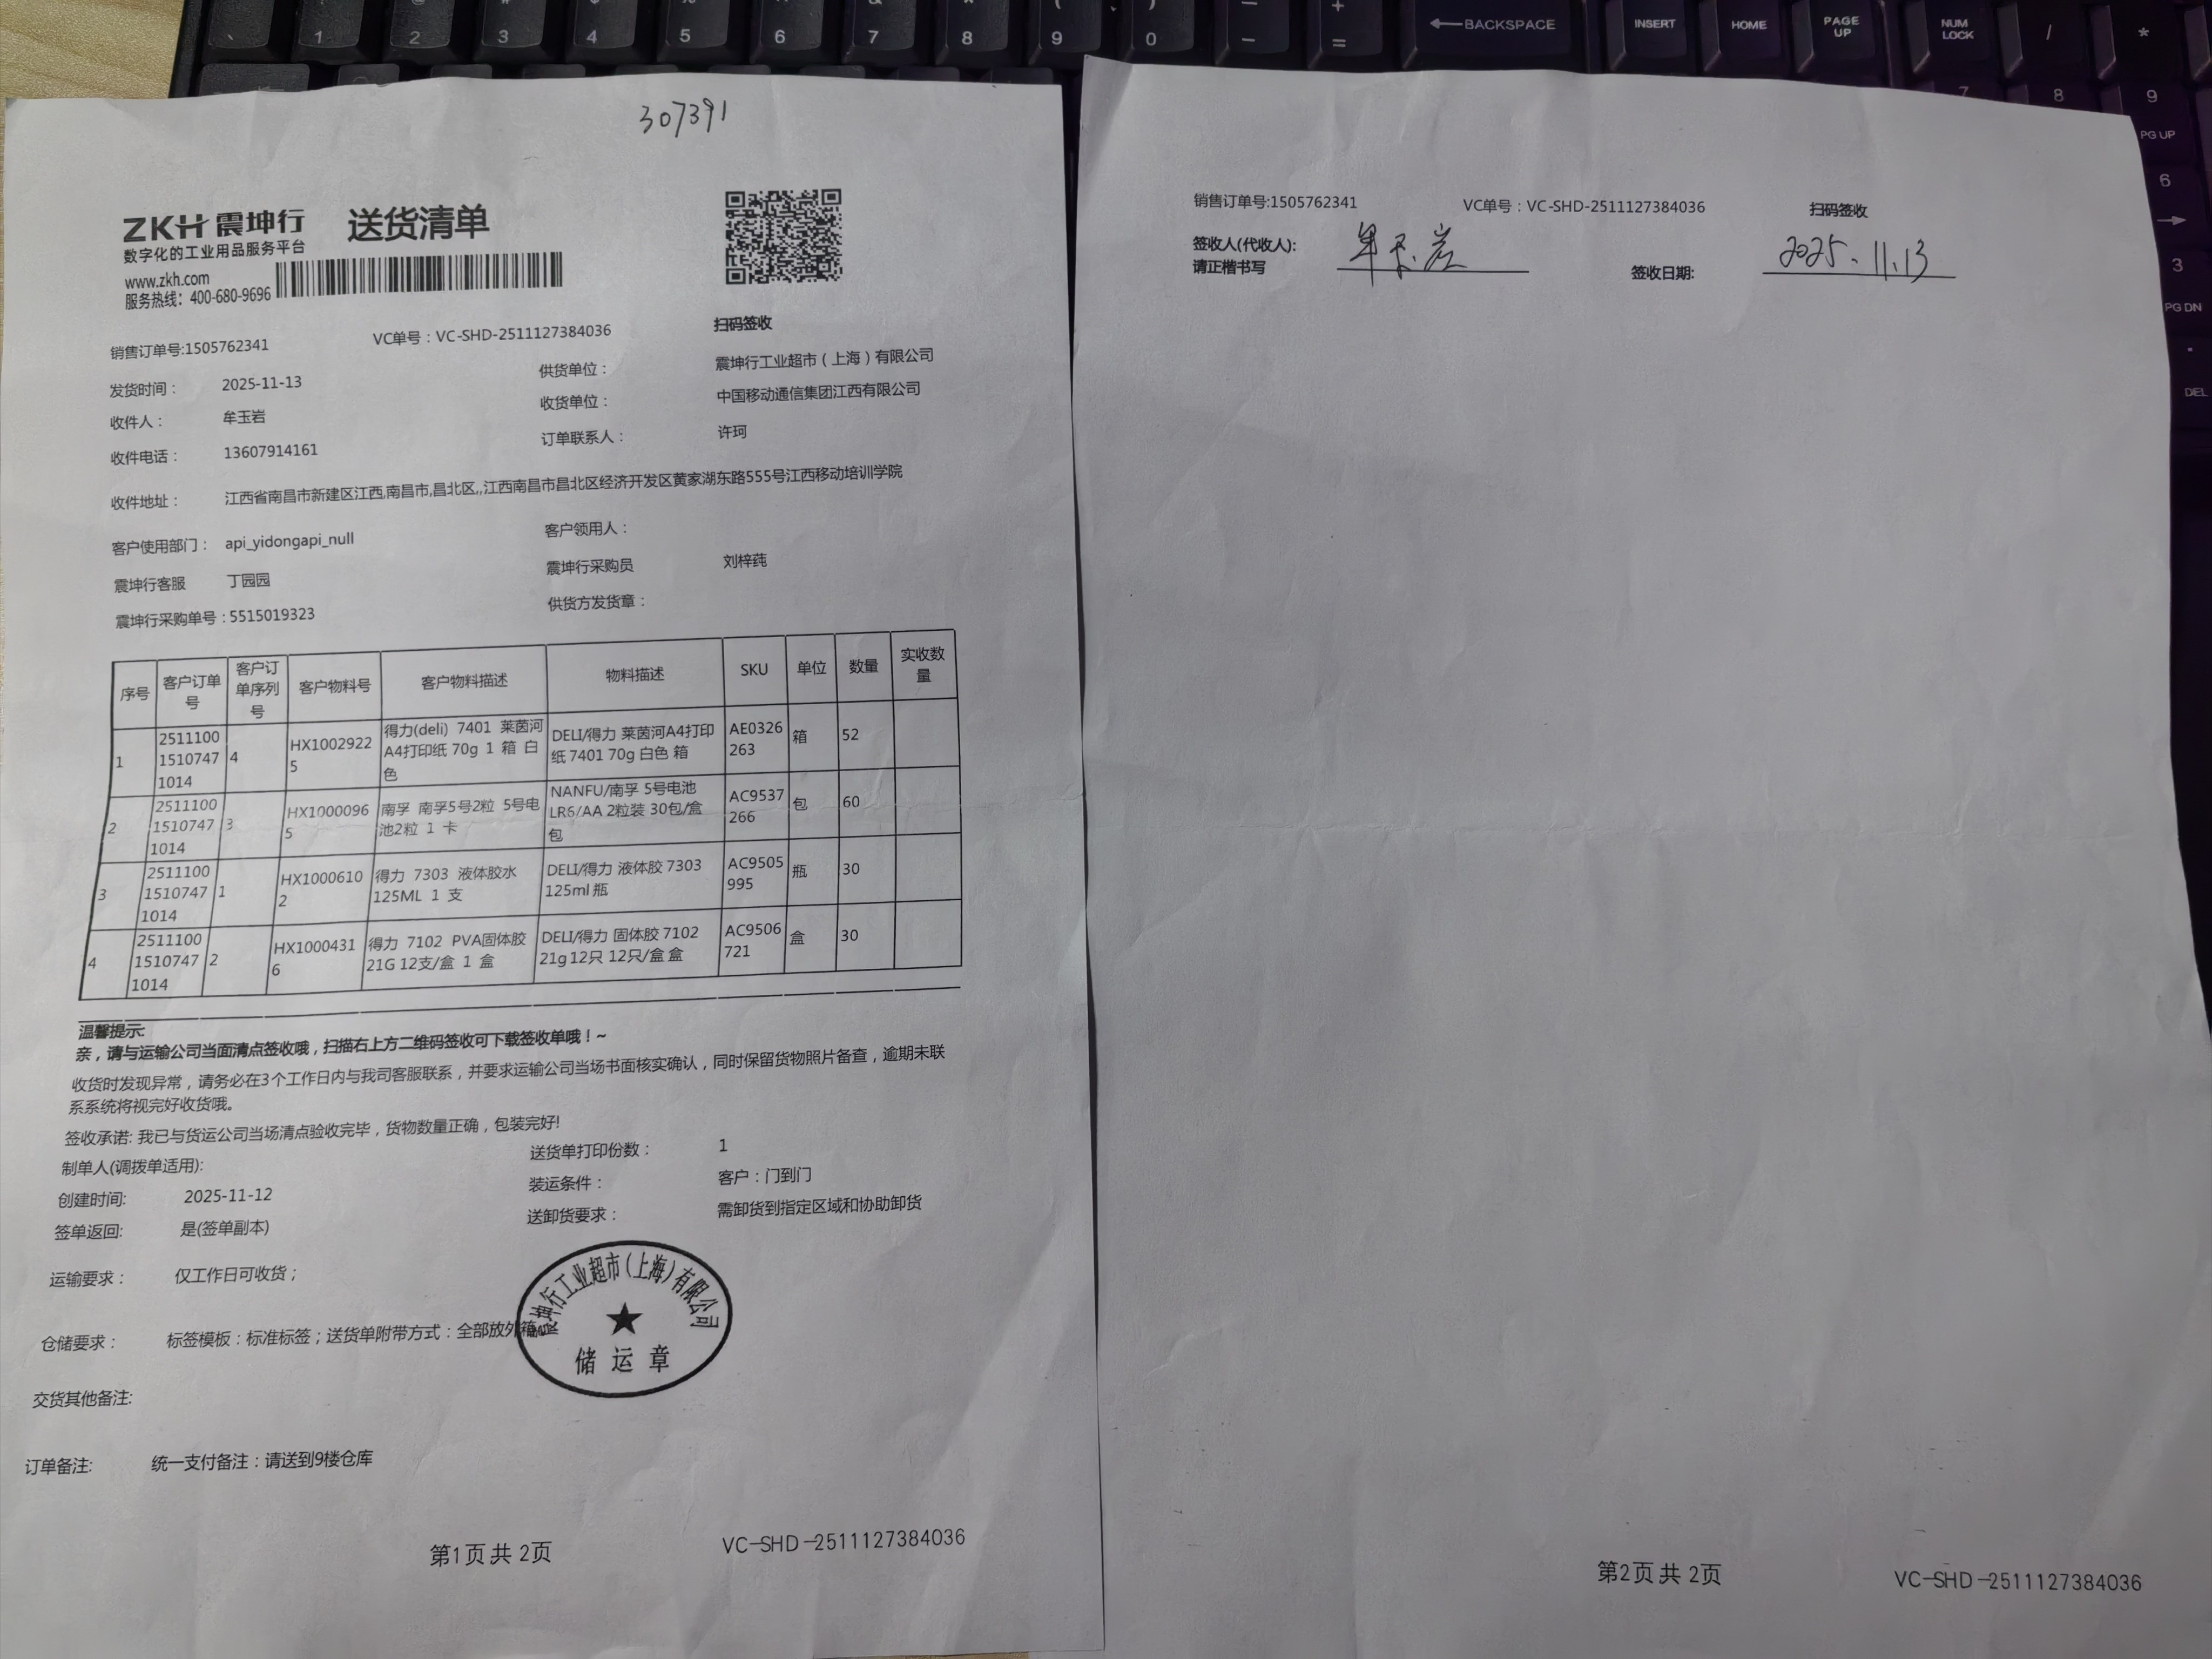 307391
ZKH 震坤行
送货清单
数字化的工业用品服务平台
www.zkh.com
服务热线：400-680-9696
扫码签收
销售订单号:1505762341
VC单号：VC-SHD-2511127384036
发货时间： 2025-11-13
供货单位： 震坤行工业超市（上海）有限公司
收件人： 牟玉岩
收货单位： 中国移动通信集团江西有限公司
收件电话： 13607914161
订单联系人： 许珂
收件地址： 江西省南昌市新建区江西,南昌市,昌北区,,江西南昌市昌北区经济开发区黄家湖东路555号江西移动培训学院
客户使用部门： api_yidongapi_null
客户领用人：
震坤行客服 丁园园
震坤行采购员 刘梓莼
震坤行采购单号：5515019323
供货方发货章：
序号 客户订单号 客户订单序列号 客户物料号 客户物料描述 物料描述 SKU 单位 数量 实收数量
1 251110015107471014 4 HX10029225 得力(deli) 7401 莱茵河A4打印纸 70g 1 箱 白色 DELI/得力 莱茵河A4打印纸 7401 70g 白色 箱 AE0326263 箱 52
2 251110015107471014 3 HX10000965 南孚 南孚5号2粒 5号电池2粒 1 卡 NANFU/南孚 5号电池 LR6/AA 2粒装 30包/盒 包 AC9537266 包 60
3 251110015107471014 1 HX10006102 得力 7303 液体胶水 125ML 1 支 DELI/得力 液体胶 7303 125ml 瓶 AC9505995 瓶 30
4 251110015107471014 2 HX10004316 得力 7102 PVA固体胶 21G 12支/盒 1 盒 DELI/得力 固体胶 7102 21g 12只 12只/盒 盒 AC9506721 盒 30
温馨提示:
亲，请与运输公司当面清点签收哦，扫描右上方二维码签收可下载签收单哦！~
收货时发现异常，请务必在3个工作日内与我司客服联系，并要求运输公司当场书面核实确认，同时保留货物照片备查，逾期未联
系系统将视完好收货哦。
签收承诺: 我已与货运公司当场清点验收完毕，货物数量正确，包装完好!
制单人(调拨单适用):
送货单打印份数： 1
创建时间: 2025-11-12
装运条件： 客户：门到门
签单返回: 是(签单副本)
送卸货要求： 需卸货到指定区域和协助卸货
运输要求： 仅工作日可收货；
仓储要求： 标签模板：标准标签；送货单附带方式：全部放外箱
震坤行工业超市(上海)有限公司
储运章
交货其他备注:
订单备注: 统一支付备注：请送到9楼仓库
第1页共 2页
VC-SHD-2511127384036
销售订单号:1505762341
VC单号：VC-SHD-2511127384036
扫码签收
签收人(代收人): 牟玉岩
请正楷书写
签收日期: 2025.11.13
第2页共 2页
VC-SHD-2511127384036
BACKSPACE
INSERT
HOME
PAGE UP
NUM LOCK
PG UP
PG DN
DEL
1 2 3 4 5 6 7 8 9 0